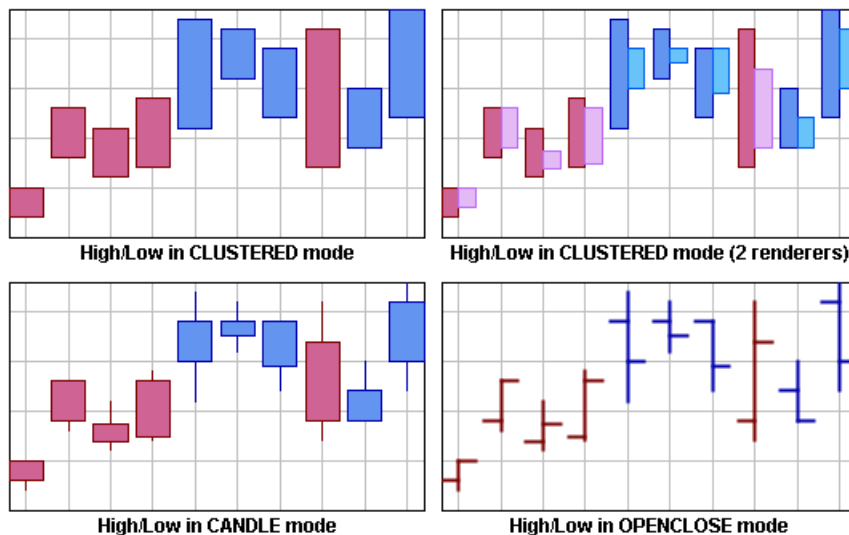 High/Low in CLUSTERED mode
High/Low in CLUSTERED mode (2 renderers)
High/Low in CANDLE mode
High/Low in OPENCLOSE mode